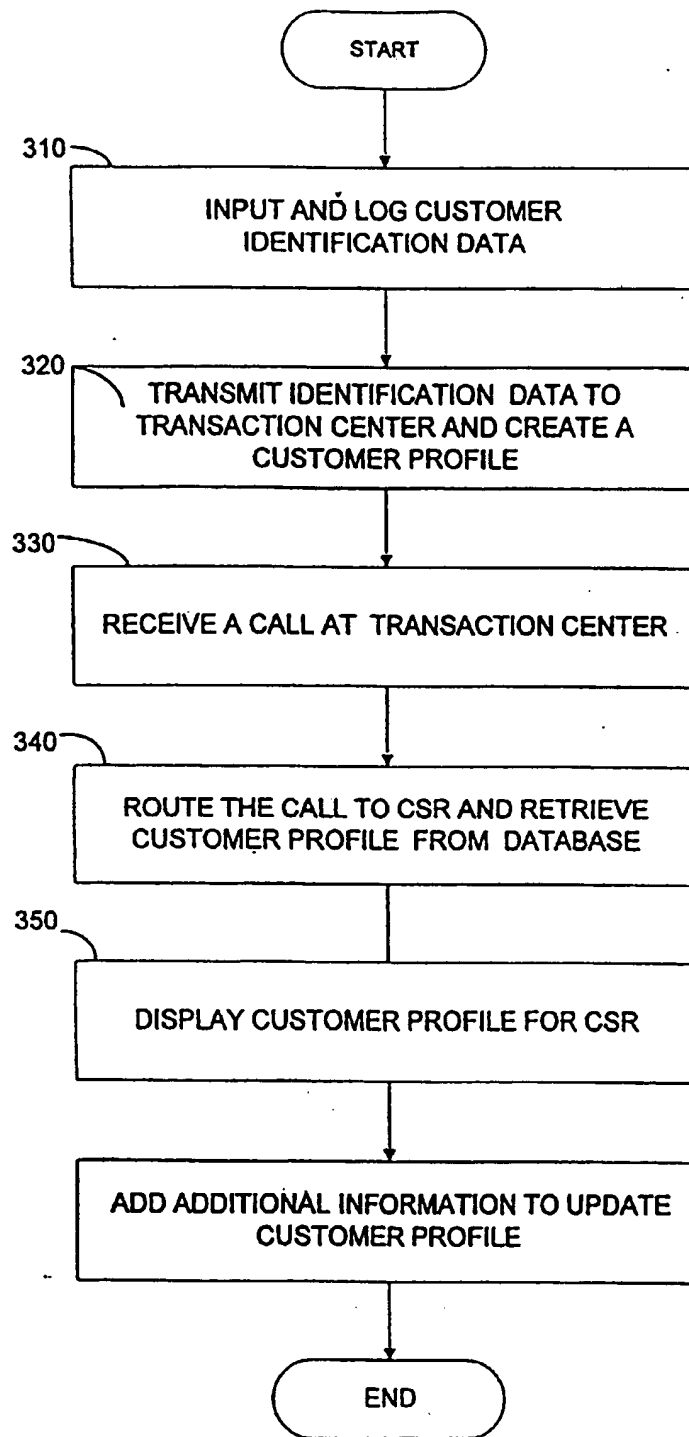 START
310
INPUT AND LOG CUSTOMER
IDENTIFICATION DATA
320
TRANSMIT IDENTIFICATION DATA TO
TRANSACTION CENTER AND CREATE A
CUSTOMER PROFILE
330
RECEIVE A CALL AT TRANSACTION CENTER
340
ROUTE THE CALL TO CSR AND RETRIEVE
CUSTOMER PROFILE FROM DATABASE
350
DISPLAY CUSTOMER PROFILE FOR CSR
ADD ADDITIONAL INFORMATION TO UPDATE
CUSTOMER PROFILE
END